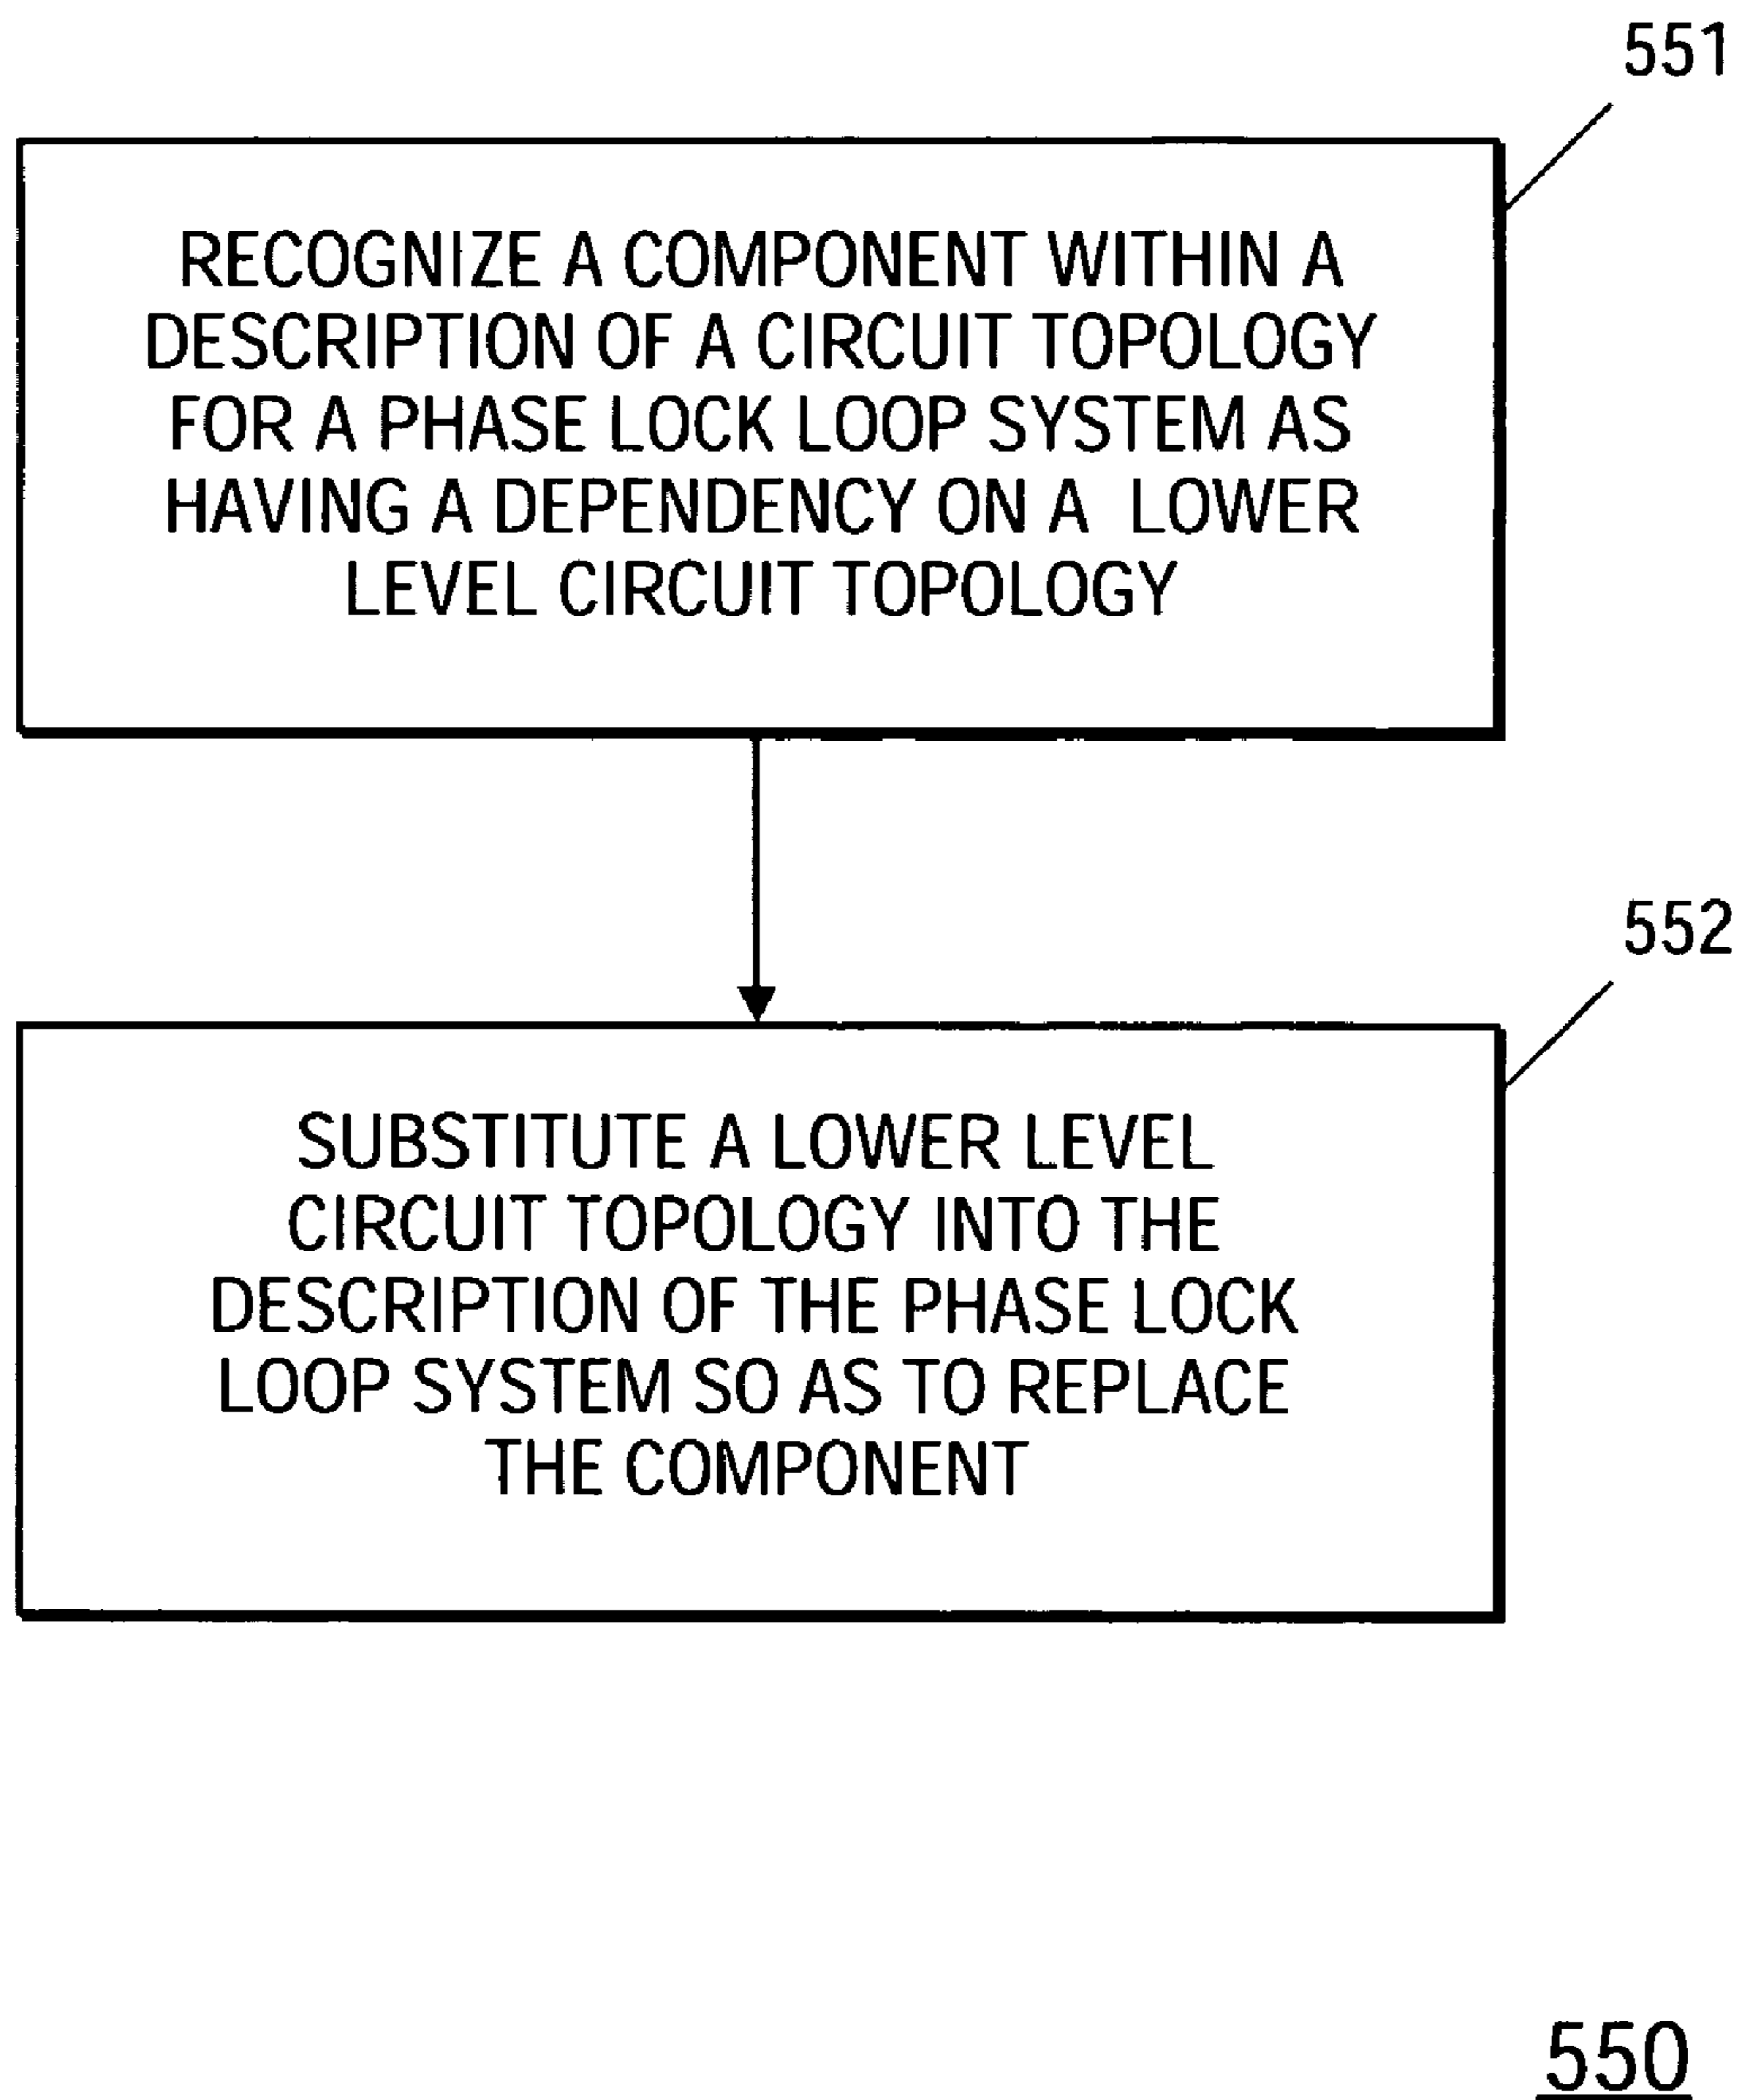 551
RECOGNIZE A COMPONENT WITHIN A
DESCRIPTION OF A CIRCUIT TOPOLOGY
FOR A PHASE LOCK LOOP SYSTEM AS
HAVING A DEPENDENCY ON A LOWER
LEVEL CIRCUIT TOPOLOGY
552
SUBSTITUTE A LOWER LEVEL
CIRCUIT TOPOLOGY INTO THE
DESCRIPTION OF THE PHASE LOCK
LOOP SYSTEM SO AS TO REPLACE
THE COMPONENT
550